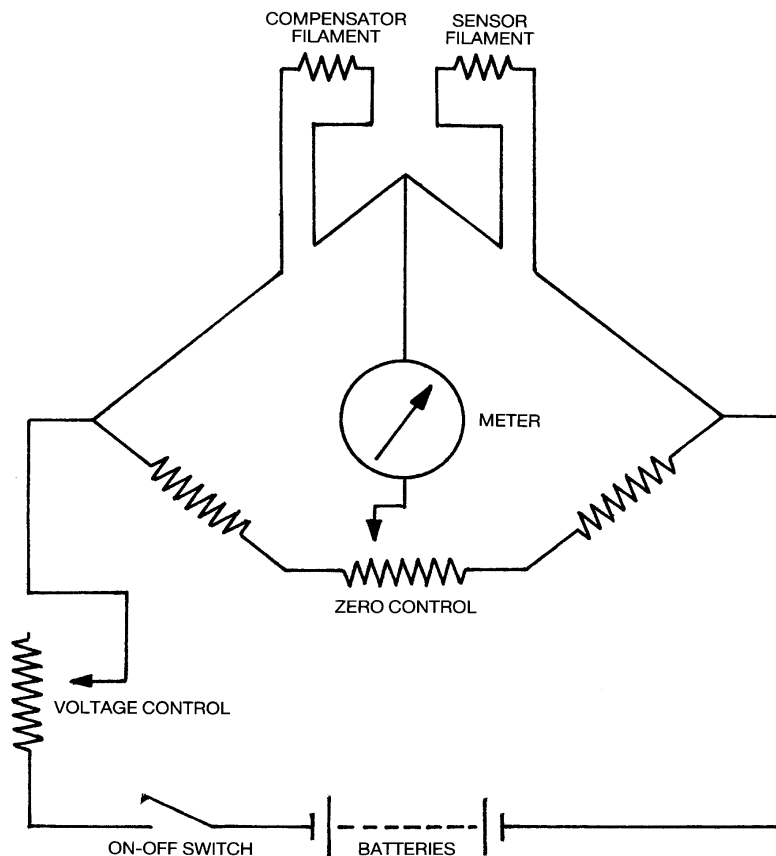 COMPENSATOR
FILAMENT
SENSOR
FILAMENT
METER
ZERO CONTROL
VOLTAGE CONTROL
ON-OFF SWITCH
BATTERIES